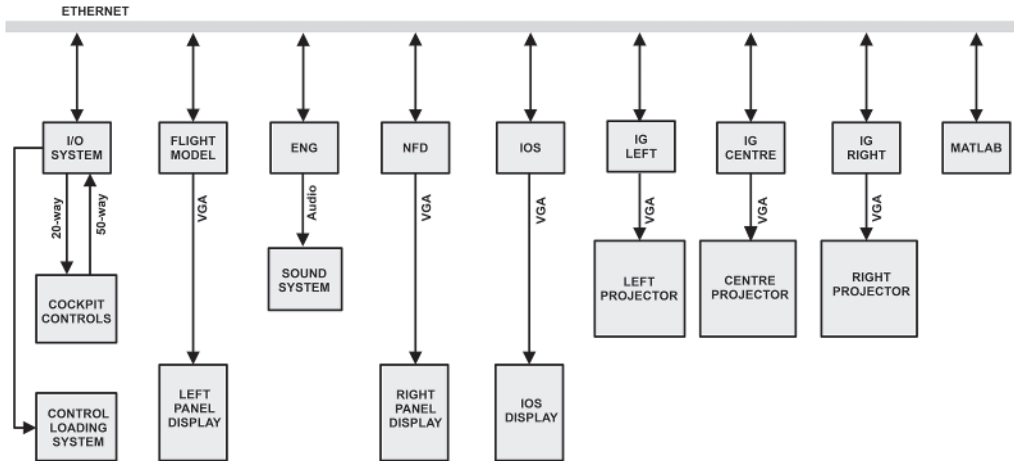 ETHERNET
I/O
SYSTEM
FLIGHT
MODEL
ENG
NFD
IOS
IG
LEFT
IG
CENTRE
IG
RIGHT
MATLAB
20-way
50-way
VGA
Audio
VGA
VGA
VGA
VGA
VGA
COCKPIT
CONTROLS
SOUND
SYSTEM
LEFT
PROJECTOR
CENTRE
PROJECTOR
RIGHT
PROJECTOR
CONTROL
LOADING
SYSTEM
LEFT
PANEL
DISPLAY
RIGHT
PANEL
DISPLAY
IOS
DISPLAY